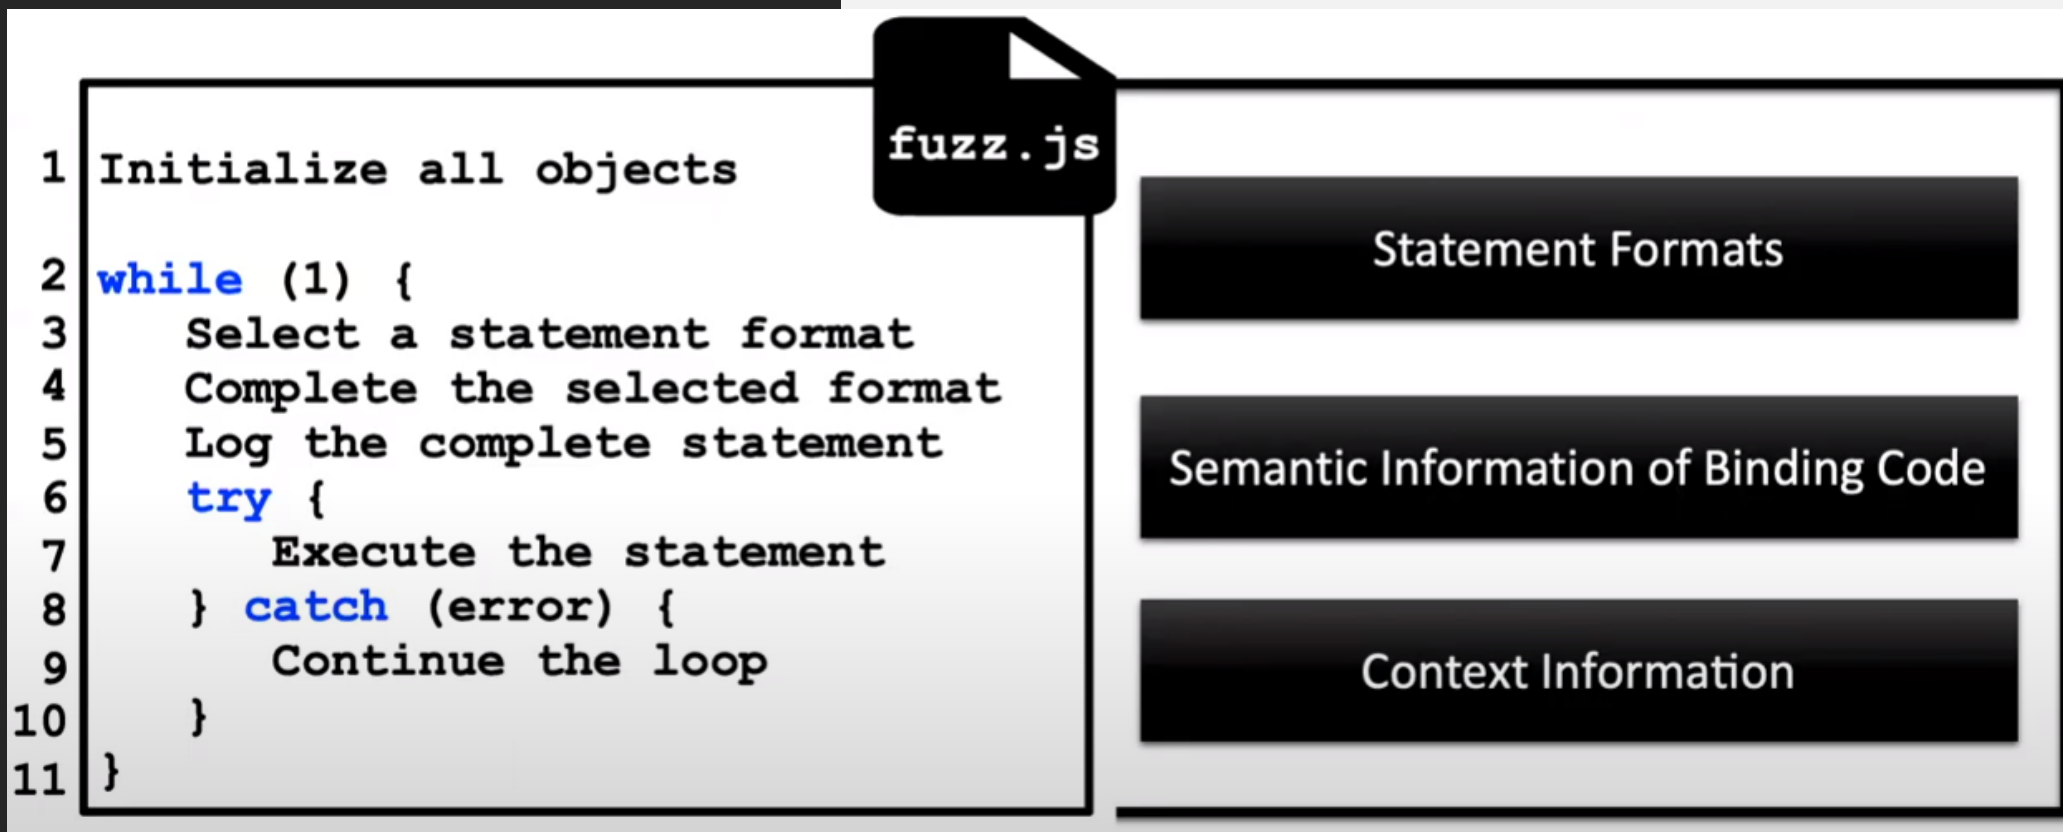 fuzz.js
1 Initialize all objects
2 while (1) {
3 Select a statement format
4 Complete the selected format
5 Log the complete statement
6 try {
7 Execute the statement
8 } catch (error) {
9 Continue the loop
10 }
11 }
Statement Formats
Semantic Information of Binding Code
Context Information